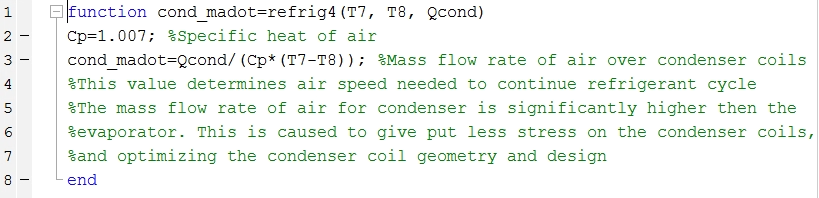 1 function cond_madot=refrig4(T7, T8, Qcond)
2 - Cp=1.007; %Specific heat of air
3 - cond_madot=Qcond/(Cp*(T7-T8)); %Mass flow rate of air over condenser coils
4 %This value determines air speed needed to continue refrigerant cycle
5 %The mass flow rate of air for condenser is significantly higher then the
6 %evaporator. This is caused to give put less stress on the condenser coils,
7 %and optimizing the condenser coil geometry and design
8 - end